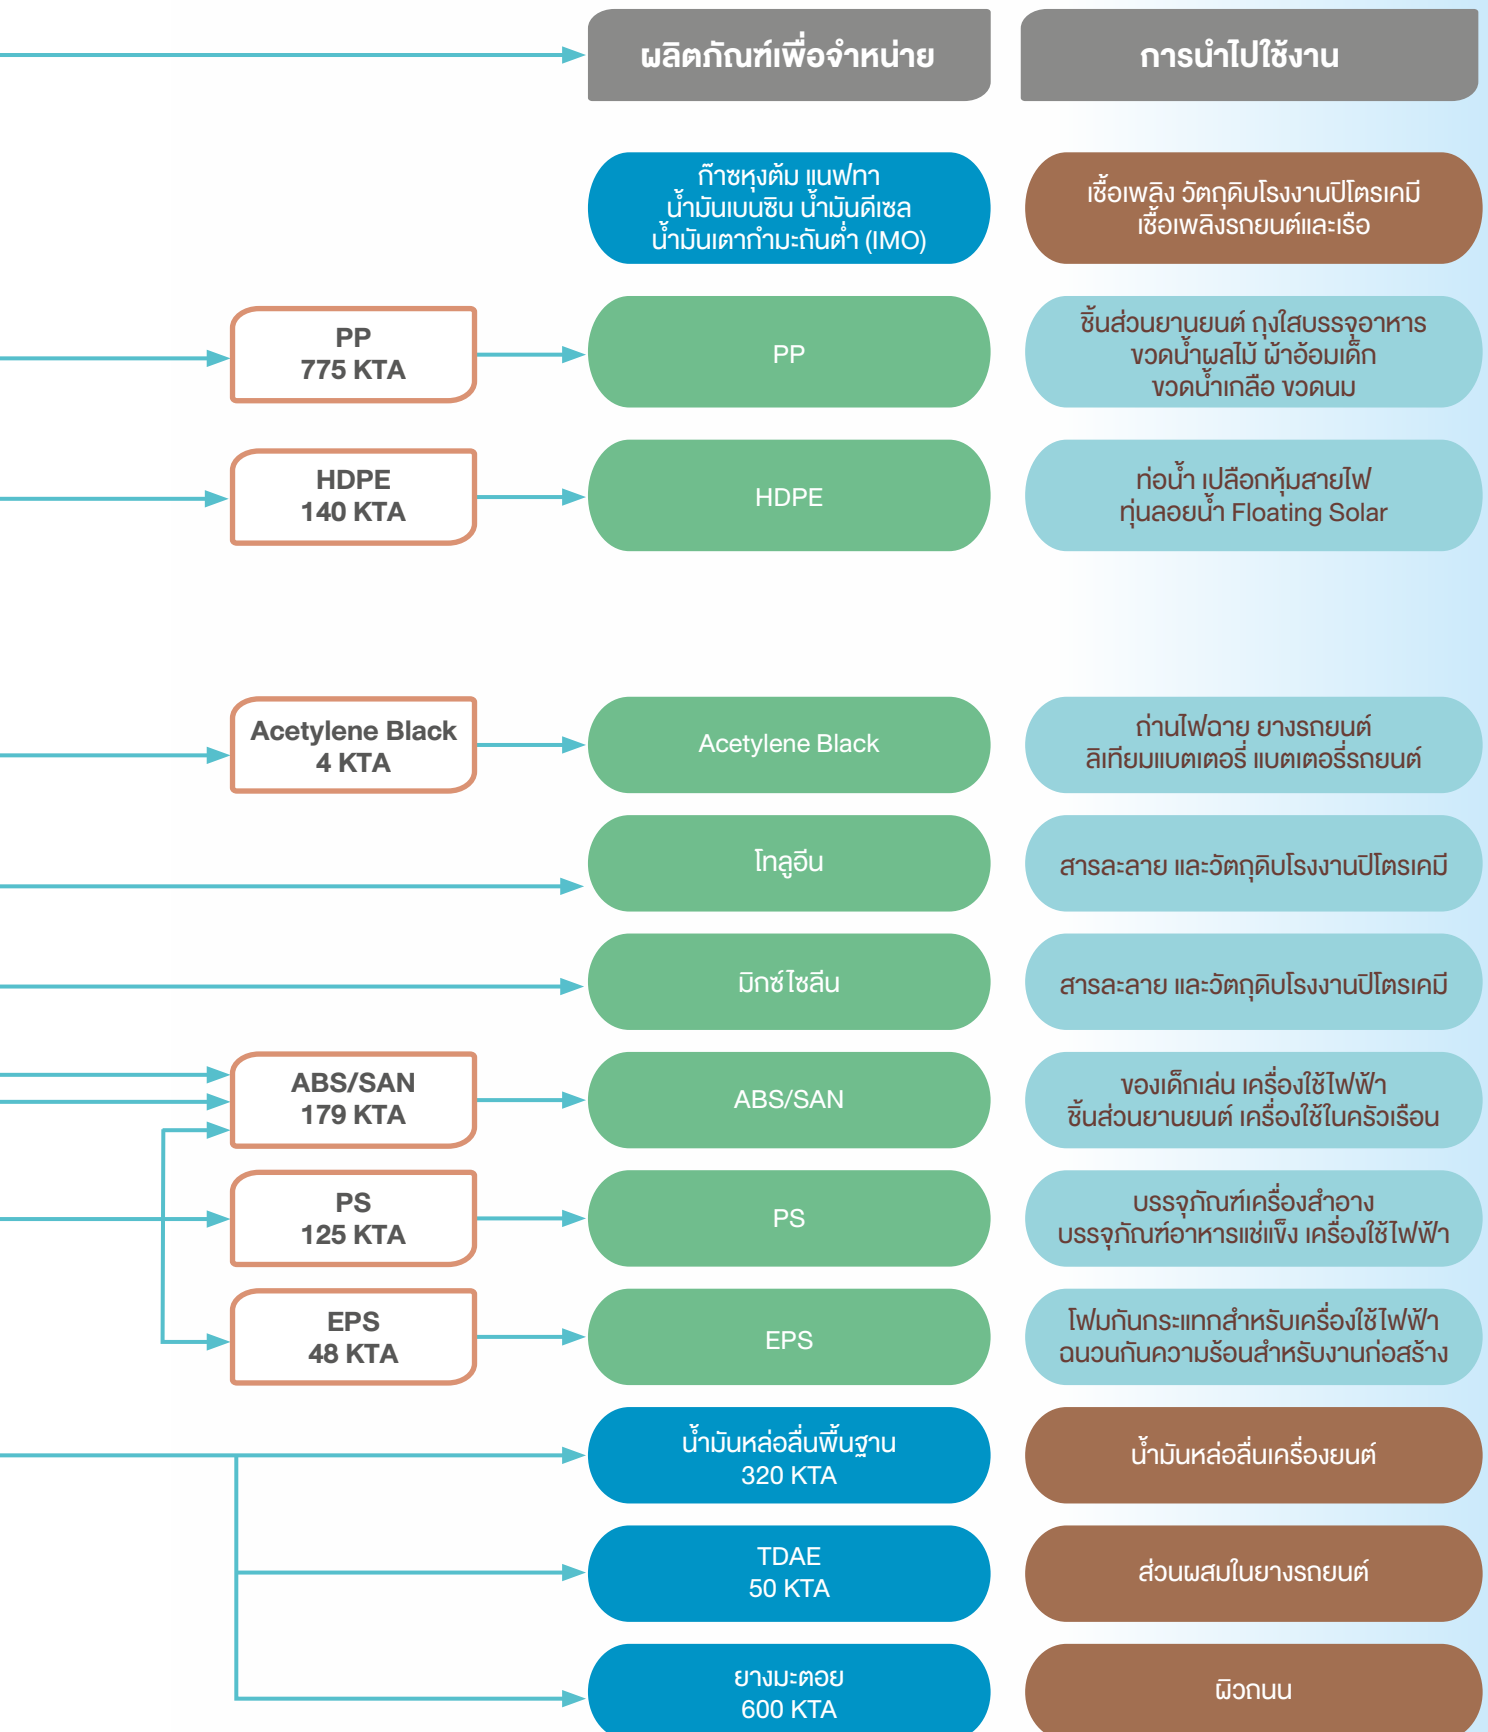 ผลิตภัณฑ์เพื่อจำหน่าย
การนำไปใช้งาน
ก๊าซหุงต้ม แนฟทา
น้ำมันเบนซิน น้ำมันดีเซล
น้ำมันเตากำมะถันต่ำ (IMO)
เชื้อเพลิง วัตถุดิบโรงงานปิโตรเคมี
เชื้อเพลิงรถยนต์และเรือ
PP
775 KTA
PP
ชิ้นส่วนยานยนต์ ถุงใสบรรจุอาหาร
ขวดน้ำผลไม้ ผ้าอ้อมเด็ก
ขวดน้ำเกลือ ขวดนม
HDPE
140 KTA
HDPE
ท่อน้ำ เปลือกหุ้มสายไฟ
ทุ่นลอยน้ำ Floating Solar
Acetylene Black
4 KTA
Acetylene Black
ถ่านไฟฉาย ยางรถยนต์
ลิเทียมแบตเตอรี่ แบตเตอรี่รถยนต์
โทลูอีน
สารละลาย และวัตถุดิบโรงงานปิโตรเคมี
มิกซ์ไซลีน
สารละลาย และวัตถุดิบโรงงานปิโตรเคมี
ABS/SAN
179 KTA
ABS/SAN
ของเด็กเล่น เครื่องใช้ไฟฟ้า
ชิ้นส่วนยานยนต์ เครื่องใช้ในครัวเรือน
PS
125 KTA
PS
บรรจุภัณฑ์เครื่องสำอาง
บรรจุภัณฑ์อาหารแช่แข็ง เครื่องใช้ไฟฟ้า
EPS
48 KTA
EPS
โฟมกันกระแทกสำหรับเครื่องใช้ไฟฟ้า
ฉนวนกันความร้อนสำหรับงานก่อสร้าง
น้ำมันหล่อลื่นพื้นฐาน
320 KTA
น้ำมันหล่อลื่นเครื่องยนต์
TDAE
50 KTA
ส่วนผสมในยางรถยนต์
ยางมะตอย
600 KTA
ผิวถนน